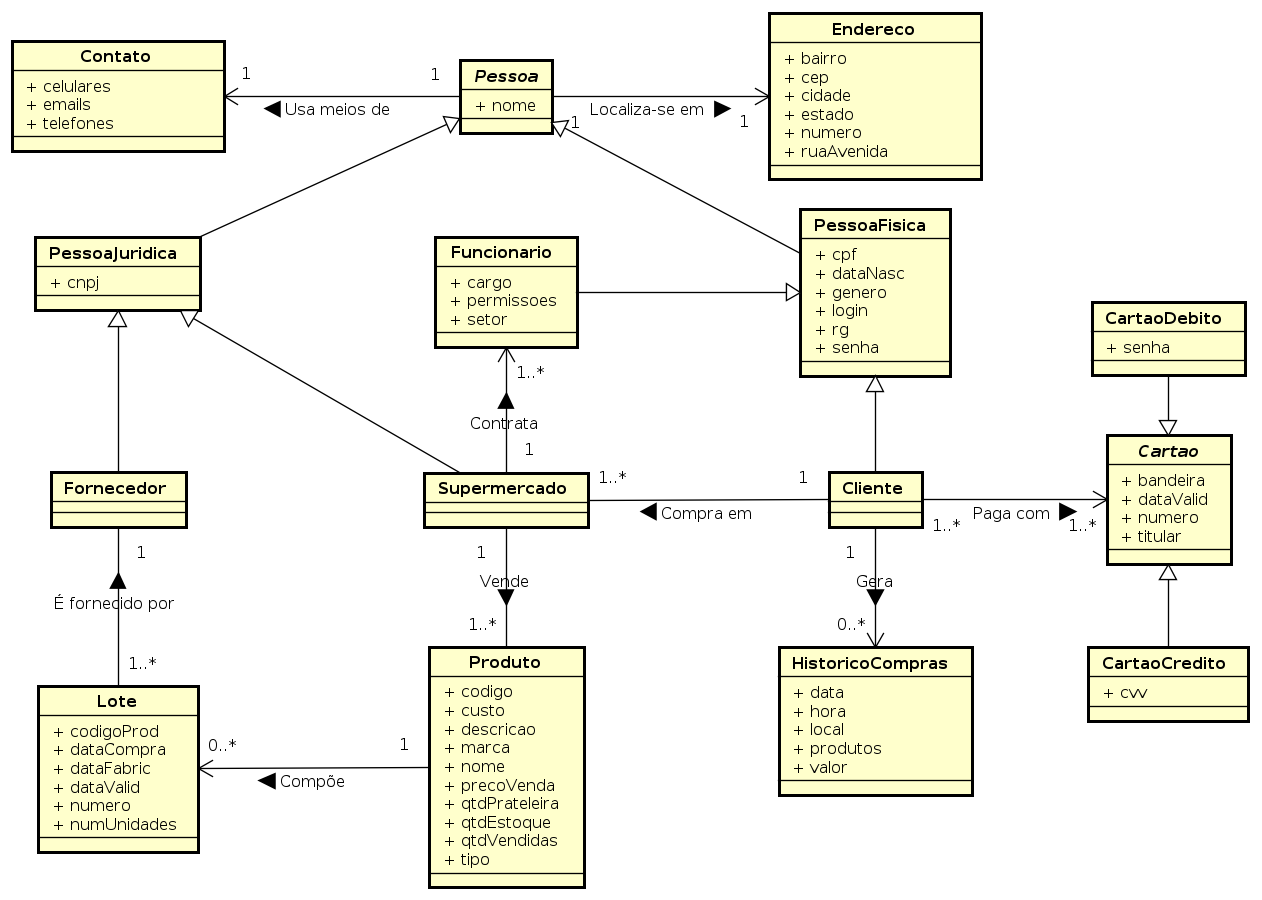 Contato
+ celulares
+ emails
+ telefones
1
1
Usa meios de
Pessoa
+ nome
Localiza-se em
1
1
Endereco
+ bairro
+ cep
+ cidade
+ estado
+ numero
+ ruaAvenida
PessoaJuridica
+ cnpj
Funcionario
+ cargo
+ permissoes
+ setor
PessoaFisica
+ cpf
+ dataNasc
+ genero
+ login
+ rg
+ senha
CartaoDebito
+ senha
1..*
Contrata
1
Cartao
+ bandeira
+ dataValid
+ numero
+ titular
Fornecedor
Supermercado
1..*
1
Compra em
Cliente
1..*
Paga com
1..*
1
É fornecido por
1..*
1
Vende
1..*
1
Gera
0..*
CartaoCredito
+ cvv
Lote
+ codigoProd
+ dataCompra
+ dataFabric
+ dataValid
+ numero
+ numUnidades
0..*
1
Compõe
Produto
+ codigo
+ custo
+ descricao
+ marca
+ nome
+ precoVenda
+ qtdPrateleira
+ qtdEstoque
+ qtdVendidas
+ tipo
HistoricoCompras
+ data
+ hora
+ local
+ produtos
+ valor